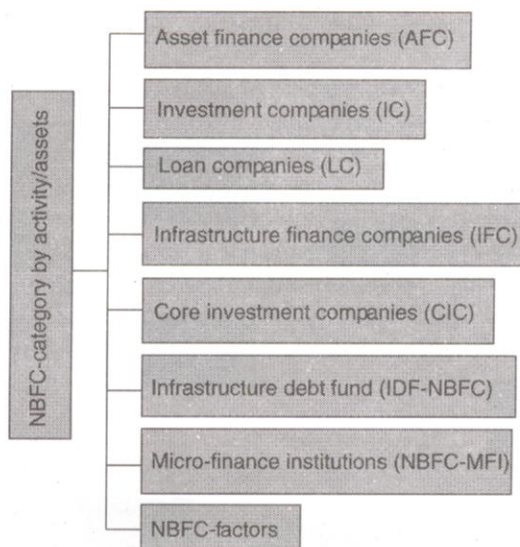 NBFC-category by activity/assets
Asset finance companies (AFC)
Investment companies (IC)
Loan companies (LC)
Infrastructure finance companies (IFC)
Core investment companies (CIC)
Infrastructure debt fund (IDF-NBFC)
Micro-finance institutions (NBFC-MFI)
NBFC-factors